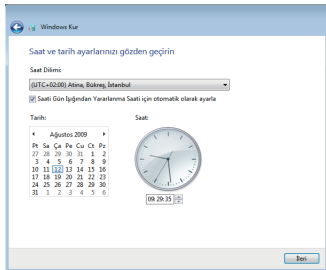 Windows Kur
Saat ve tarih ayarlarınızı gözden geçirin
Saat Dilimi:
(UTC+02:00) Atina, Bükreş, İstanbul
Saati Gün Işığından Yararlanma Saati için otomatik olarak ayarla
Tarih:
Saat:
Ağustos 2009
Pt Sa Ça Pe Cu Ct Pz
27 28 29 30 31 1 2
3 4 5 6 7 8 9
10 11 12 13 14 15 16
17 18 19 20 21 22 23
24 25 26 27 28 29 30
31 1 2 3 4 5 6
09:29:35
İleri